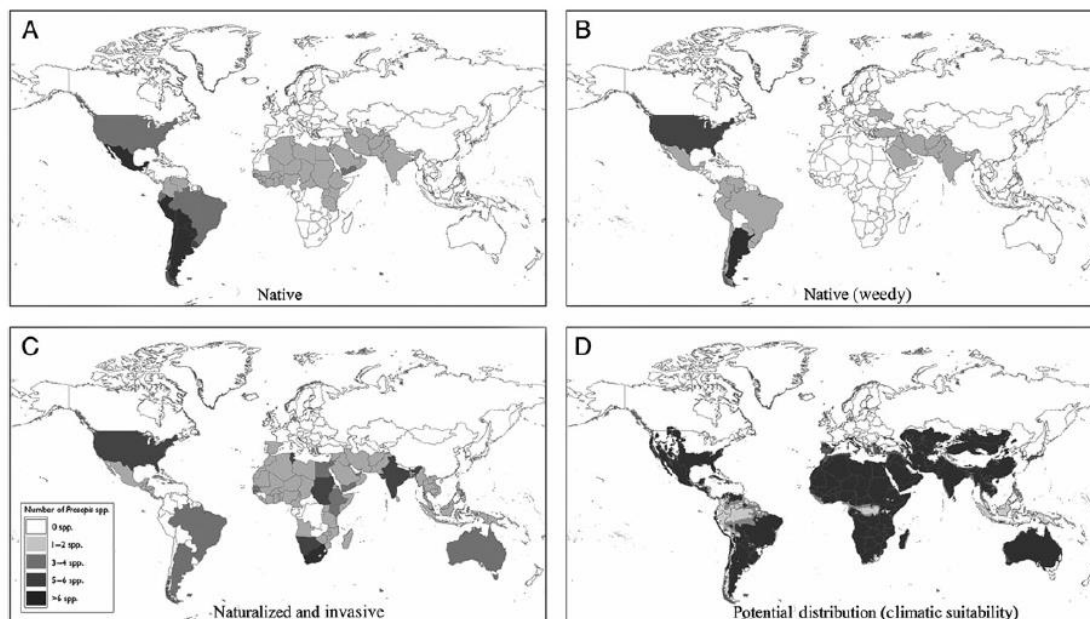 A
B
Native
Native (weedy)
C
D
Number of Prosopis spp.
0 spp.
1–2 spp.
3–4 spp.
5–6 spp.
>6 spp.
Naturalized and invasive
Potential distribution (climatic suitability)